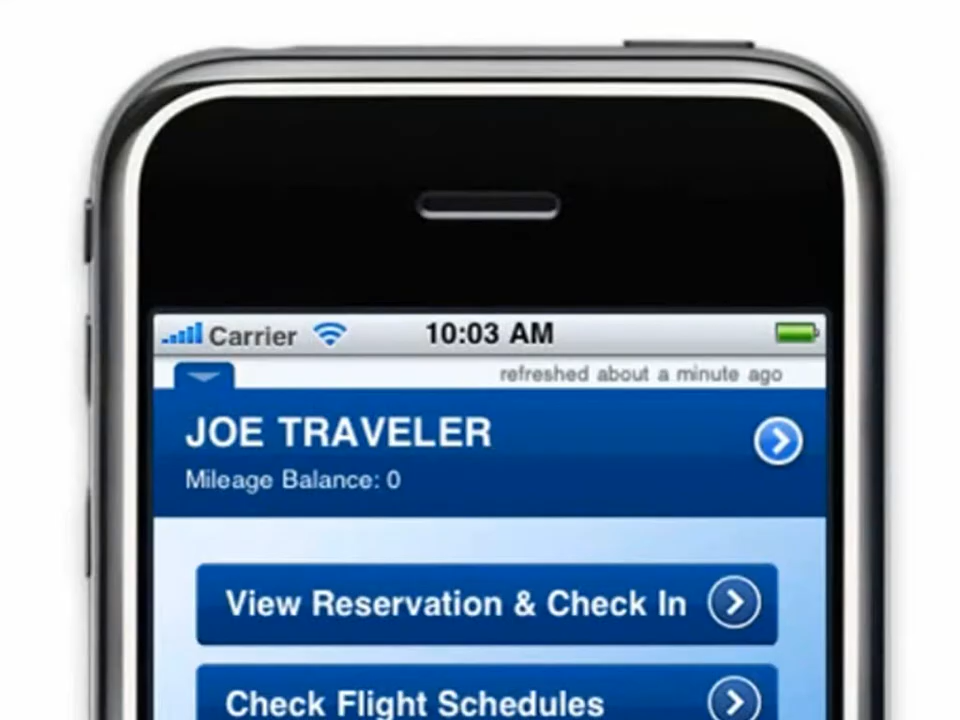 Carrier 10:03 AM
refreshed about a minute ago
JOE TRAVELER
Mileage Balance: 0
View Reservation & Check In
Check Flight Schedules